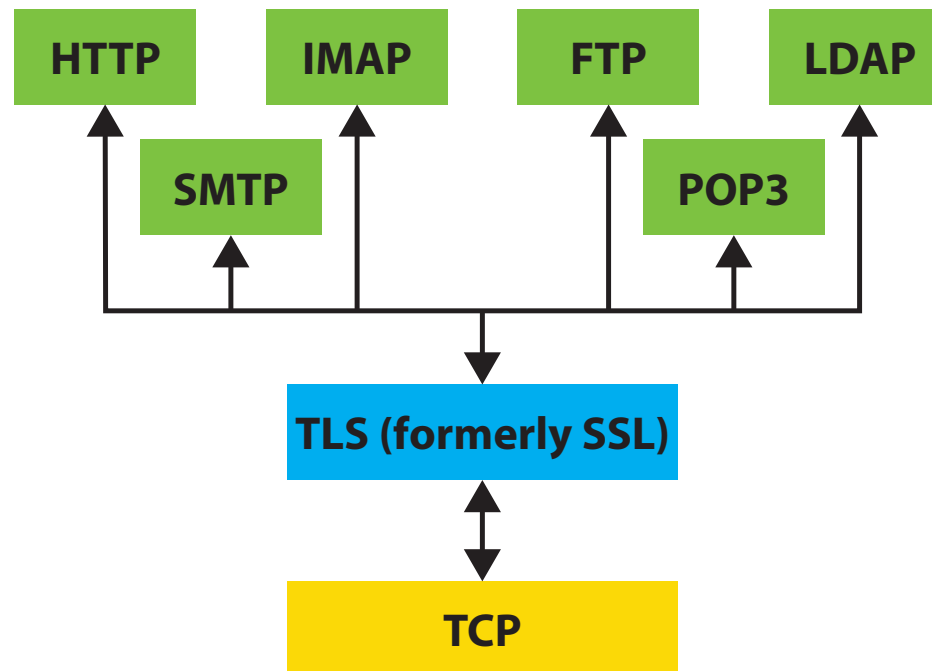 HTTP
IMAP
FTP
LDAP
SMTP
POP3
TLS (formerly SSL)
TCP